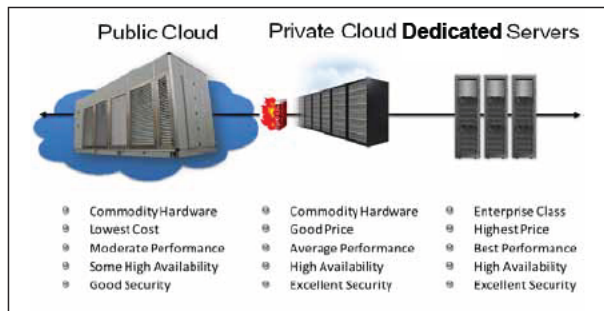 Public Cloud
Private Cloud Dedicated Servers
Commodity Hardware
Lowest Cost
Moderate Performance
Some High Availability
Good Security
Commodity Hardware
Good Price
Average Performance
High Availability
Excellent Security
Enterprise Class
Highest Price
Best Performance
High Availability
Excellent Security